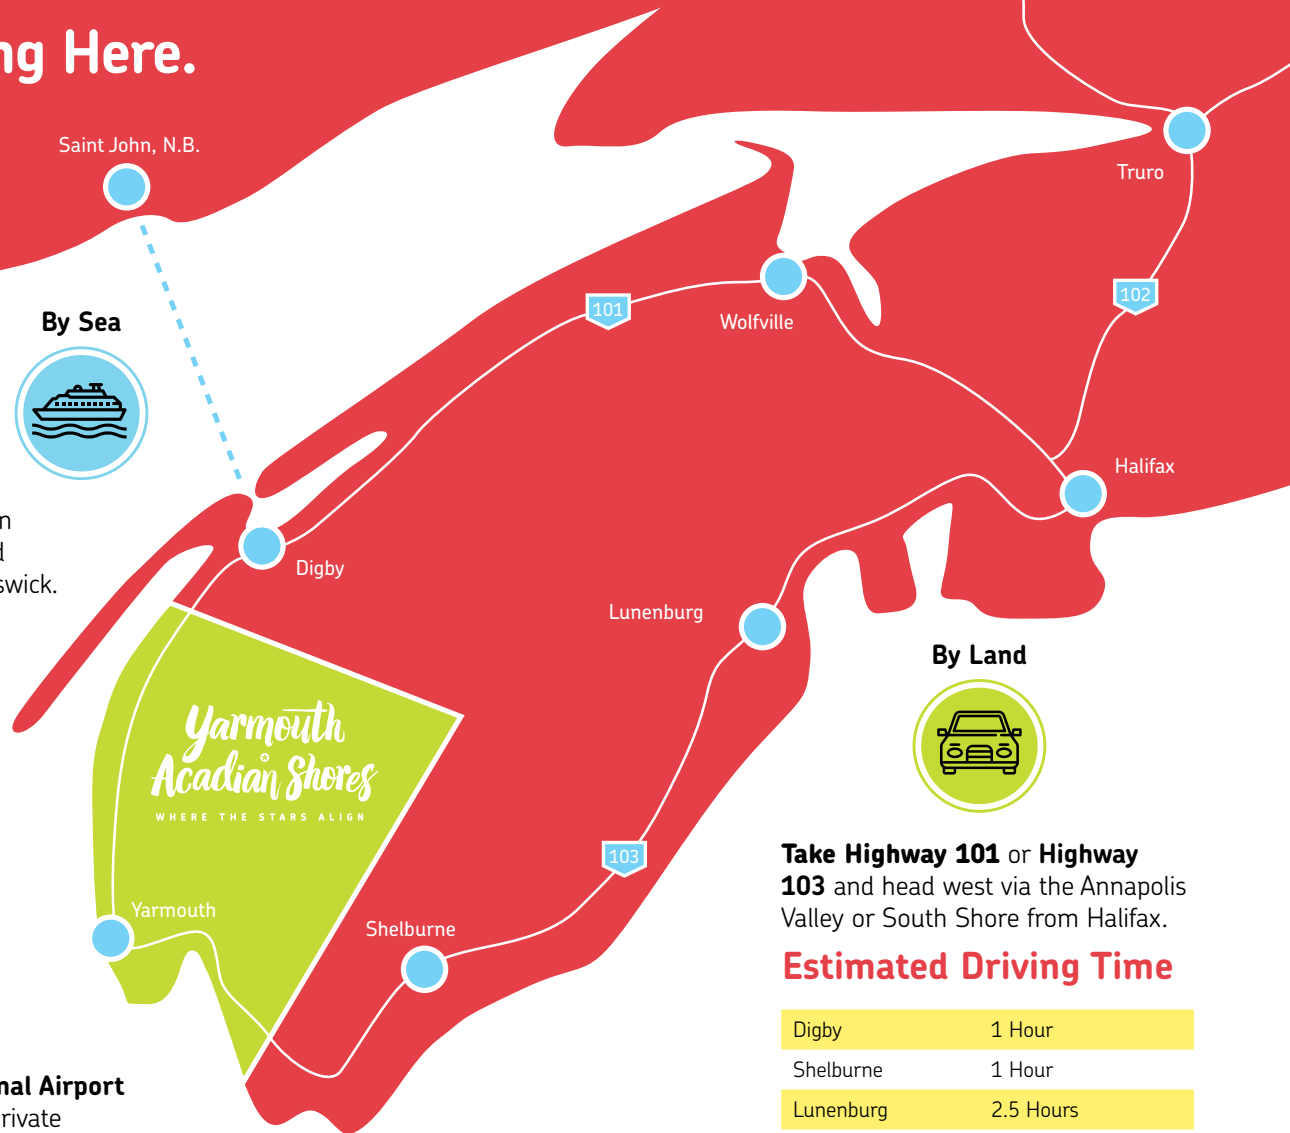 ng Here.
Saint John, N.B.
Truro
102
By Sea
101
Wolfville
Halifax
n
d
swick.
Digby
Lunenburg
By Land
Yarmouth
Acadian Shores
WHERE THE STARS ALIGN
103
Take Highway 101 or Highway
103 and head west via the Annapolis
Valley or South Shore from Halifax.
Yarmouth
Shelburne
Estimated Driving Time
Digby 1 Hour
Shelburne 1 Hour
Lunenburg 2.5 Hours
nal Airport
rivate